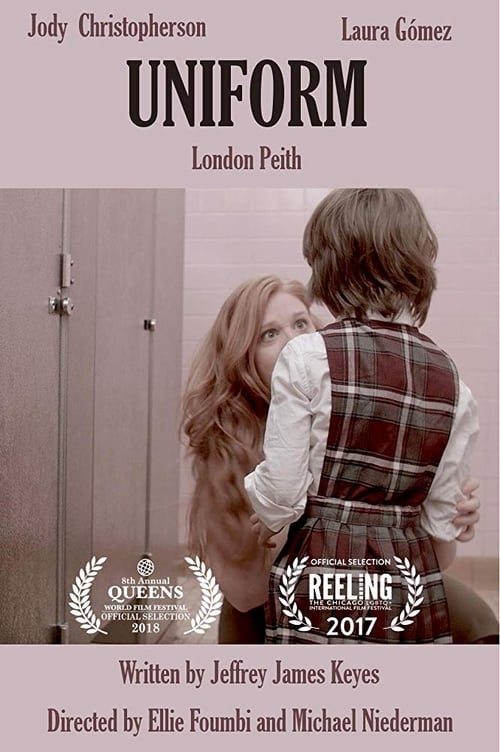 Jody Christopherson
Laura Gómez
UNIFORM
London Peith
8th Annual
QUEENS
WORLD FILM FESTIVAL
OFFICIAL SELECTION
2018
OFFICIAL SELECTION
REELING
THE CHICAGO LGBTQ+
INTERNATIONAL FILM FESTIVAL
2017
Written by Jeffrey James Keyes
Directed by Ellie Foumbi and Michael Niederman